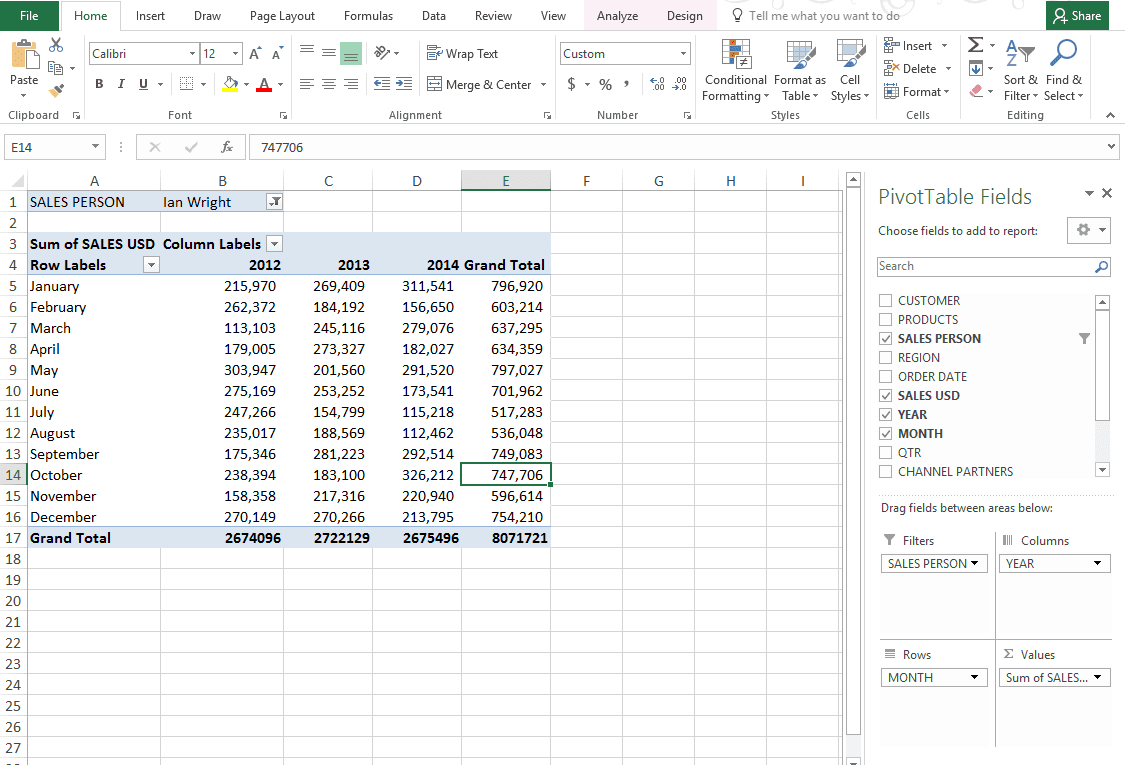 File Home Insert Draw Page Layout Formulas Data Review View Analyze Design Tell me what you want to do Share
Calibri 12 A A Wrap Text Custom Insert
Paste B I U A Merge & Center $ % , .0 .00 Conditional Formatting Format as Table Cell Styles Delete Format Sort & Filter Find & Select
Clipboard Font Alignment Number Styles Cells Editing
E14 fx 747706
A B C D E F G H I
1 SALES PERSON Ian Wright
2
3 Sum of SALES USD Column Labels
4 Row Labels 2012 2013 2014 Grand Total
5 January 215,970 269,409 311,541 796,920
6 February 262,372 184,192 156,650 603,214
7 March 113,103 245,116 279,076 637,295
8 April 179,005 273,327 182,027 634,359
9 May 303,947 201,560 291,520 797,027
10 June 275,169 253,252 173,541 701,962
11 July 247,266 154,799 115,218 517,283
12 August 235,017 188,569 112,462 536,048
13 September 175,346 281,223 292,514 749,083
14 October 238,394 183,100 326,212 747,706
15 November 158,358 217,316 220,940 596,614
16 December 270,149 270,266 213,795 754,210
17 Grand Total 2674096 2722129 2675496 8071721
18
19
20
21
22
23
24
25
26
27
PivotTable Fields
Choose fields to add to report:
Search
CUSTOMER
PRODUCTS
SALES PERSON
REGION
ORDER DATE
SALES USD
YEAR
MONTH
QTR
CHANNEL PARTNERS
Drag fields between areas below:
Filters Columns
SALES PERSON YEAR
Rows Σ Values
MONTH Sum of SALES...